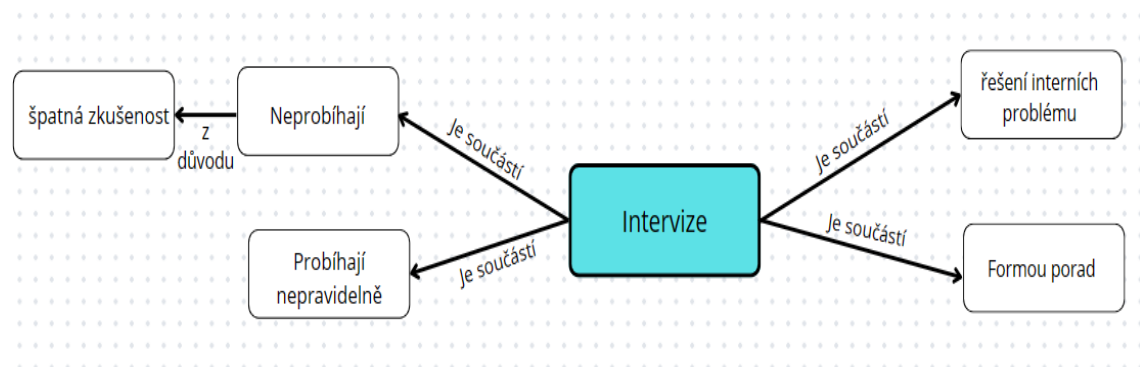 špatná zkušenost
z
důvodu
Neprobíhají
Je součástí
Probíhají
nepravidelně
Je součástí
Intervize
Je součástí
řešení interních
problému
Je součástí
Formou porad